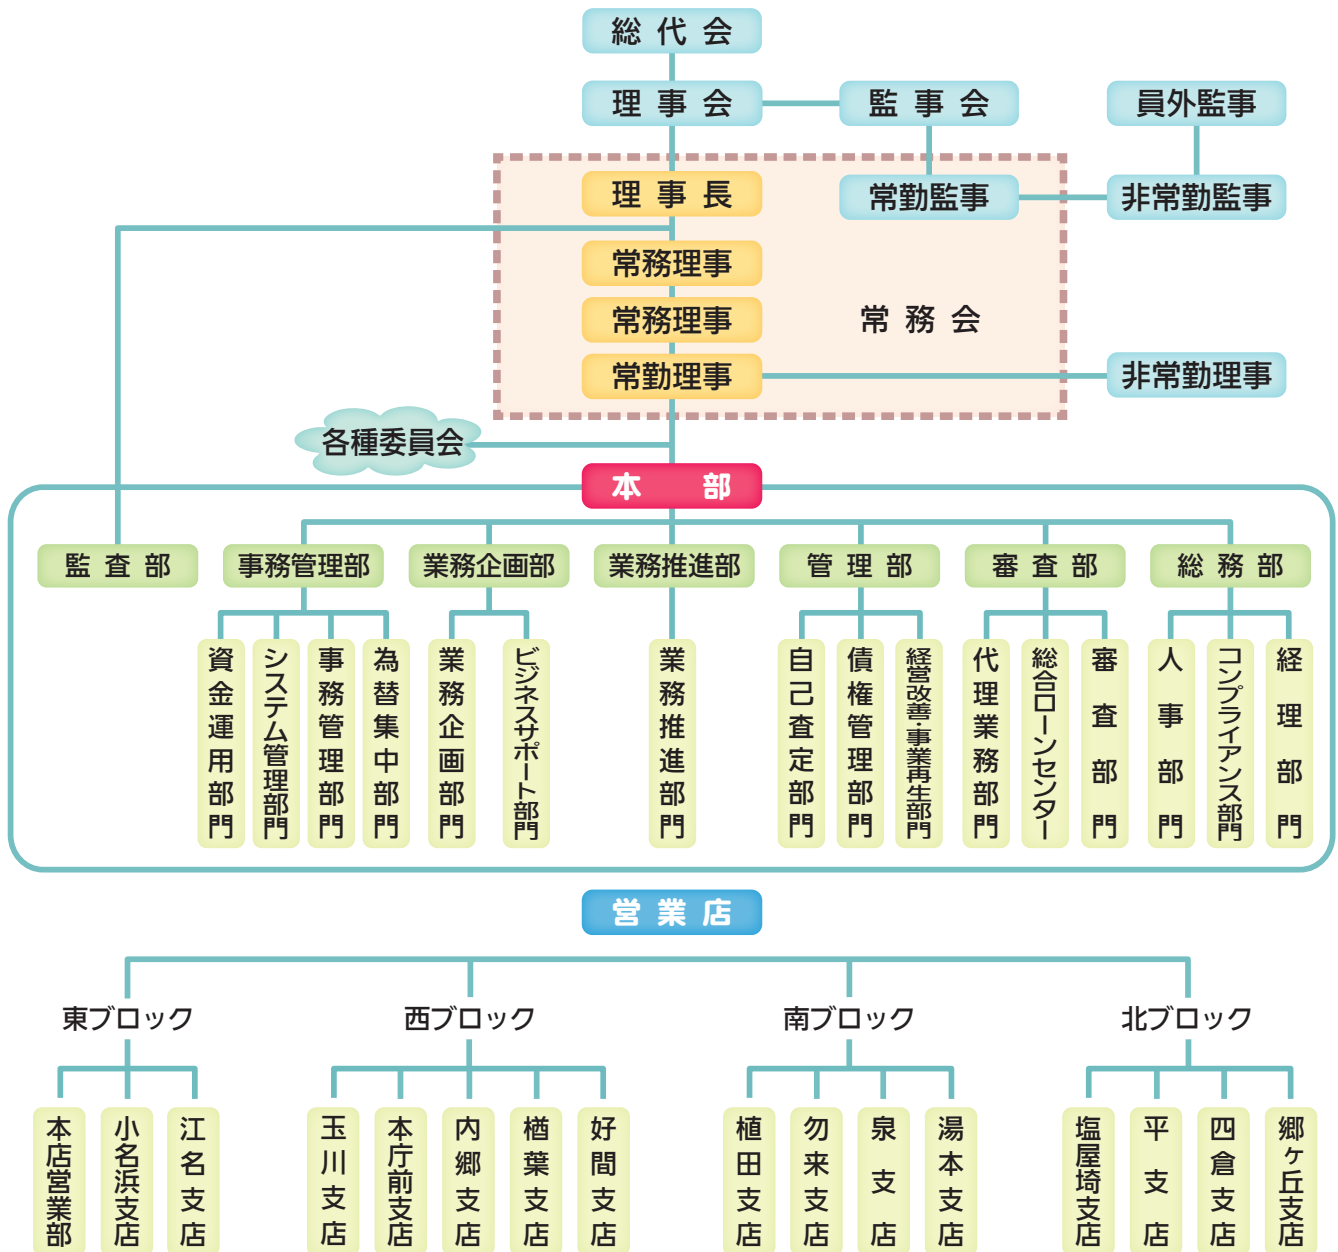 総代会
理事会
監事会
員外監事
理事長
常勤監事
非常勤監事
常務理事
常務理事
常務会
常勤理事
非常勤理事
各種委員会
本部
監査部
事務管理部
業務企画部
業務推進部
管理部
審査部
総務部
資金運用部門
システム管理部門
事務管理部門
為替集中部門
業務企画部門
ビジネスサポート部門
業務推進部門
自己査定部門
債権管理部門
経営改善・事業再生部門
代理業務部門
総合ローンセンター
審査部門
人事部門
コンプライアンス部門
経理部門
営業店
東ブロック
西ブロック
南ブロック
北ブロック
本店営業部
小名浜支店
江名支店
玉川支店
本庁前支店
内郷支店
楢葉支店
好間支店
植田支店
勿来支店
泉支店
湯本支店
塩屋埼支店
平支店
四倉支店
郷ヶ丘支店